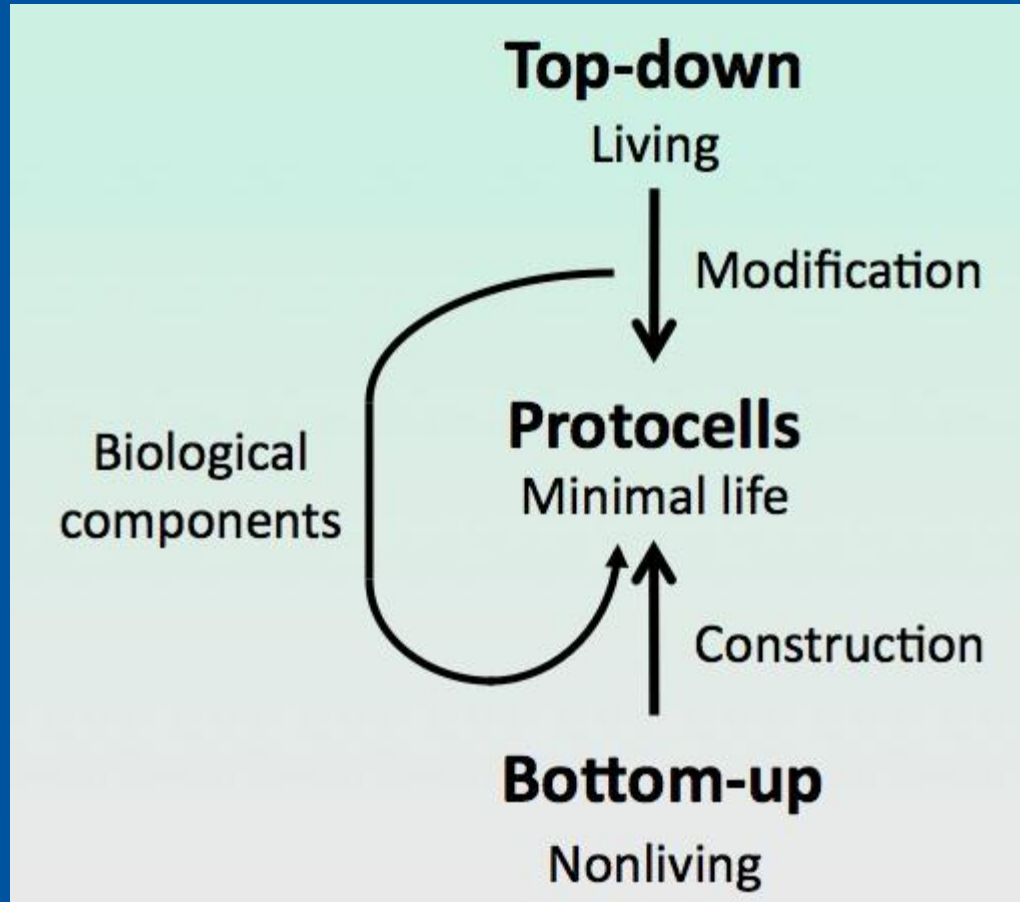 Top-down
Living
Modification
Protocells
Minimal life
Biological
components
Construction
Bottom-up
Nonliving